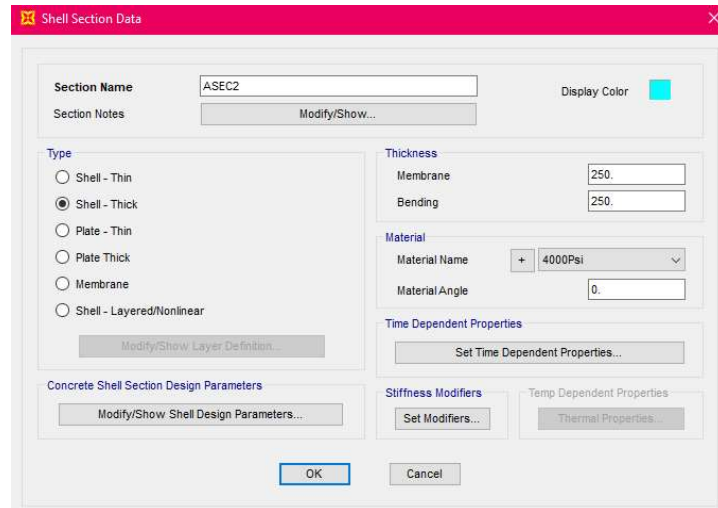 Shell Section Data
Section Name ASEC2 Display Color
Section Notes Modify/Show...
Type
Shell - Thin
Shell - Thick
Plate - Thin
Plate Thick
Membrane
Shell - Layered/Nonlinear
Modify/Show Layer Definition...
Thickness
Membrane 250.
Bending 250.
Material
Material Name + 4000Psi
Material Angle 0.
Time Dependent Properties
Set Time Dependent Properties...
Concrete Shell Section Design Parameters
Modify/Show Shell Design Parameters...
Stiffness Modifiers
Set Modifiers...
Temp Dependent Properties
Thermal Properties...
OK Cancel